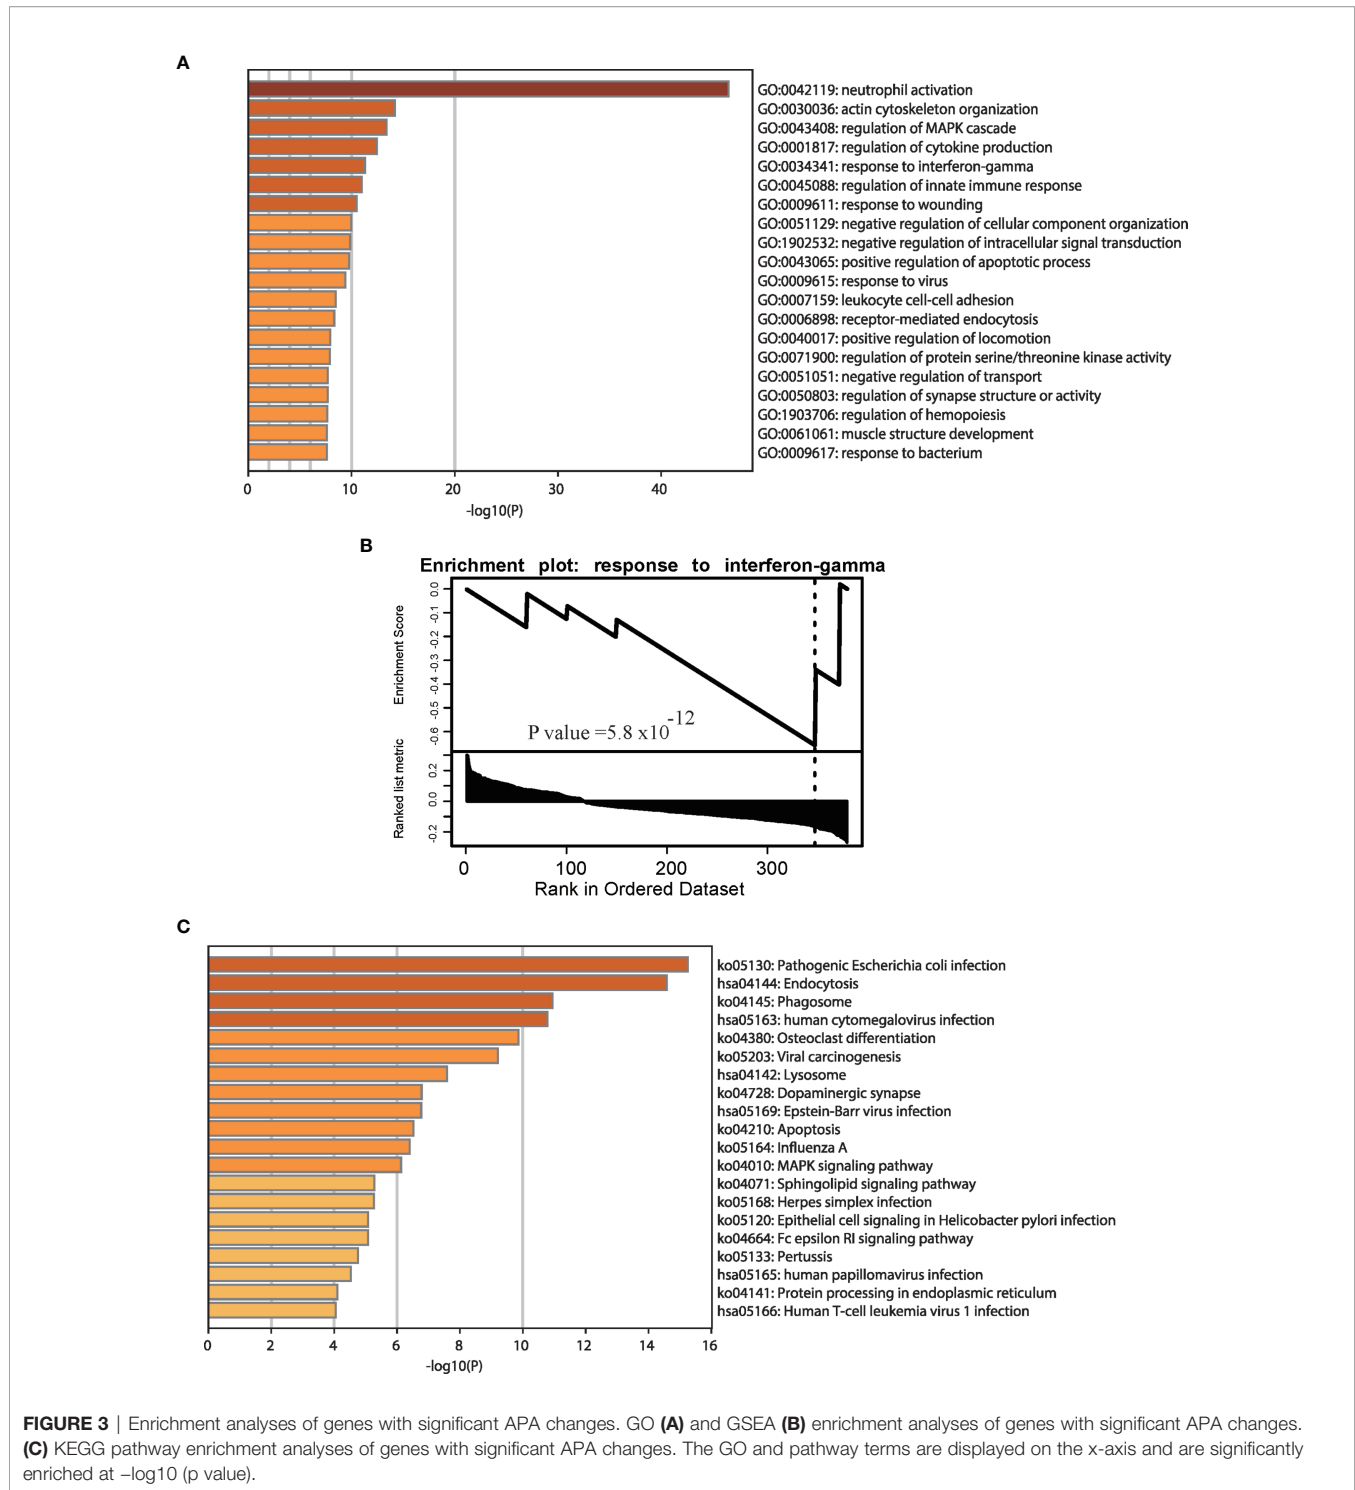 A
GO:0042119: neutrophil activation
GO:0030036: actin cytoskeleton organization
GO:0043408: regulation of MAPK cascade
GO:0001817: regulation of cytokine production
GO:0034341: response to interferon-gamma
GO:0045088: regulation of innate immune response
GO:0009611: response to wounding
GO:0051129: negative regulation of cellular component organization
GO:1902532: negative regulation of intracellular signal transduction
GO:0043065: positive regulation of apoptotic process
GO:0009615: response to virus
GO:0007159: leukocyte cell-cell adhesion
GO:0006898: receptor-mediated endocytosis
GO:0040017: positive regulation of locomotion
GO:0071900: regulation of protein serine/threonine kinase activity
GO:0051051: negative regulation of transport
GO:0050803: regulation of synapse structure or activity
GO:1903706: regulation of hemopoiesis
GO:0061061: muscle structure development
GO:0009617: response to bacterium
0 10 20 30 40
-log10(P)
B
Enrichment plot: response to interferon-gamma
Enrichment Score
0.0
-0.1
-0.2
-0.3
-0.4
-0.5
-0.6
P value =5.8 x10-12
Ranked list metric
0.2
0.0
-0.2
0 100 200 300
Rank in Ordered Dataset
C
ko05130: Pathogenic Escherichia coli infection
hsa04144: Endocytosis
ko04145: Phagosome
hsa05163: human cytomegalovirus infection
ko04380: Osteoclast differentiation
ko05203: Viral carcinogenesis
hsa04142: Lysosome
ko04728: Dopaminergic synapse
hsa05169: Epstein-Barr virus infection
ko04210: Apoptosis
ko05164: Influenza A
ko04010: MAPK signaling pathway
ko04071: Sphingolipid signaling pathway
ko05168: Herpes simplex infection
ko05120: Epithelial cell signaling in Helicobacter pylori infection
ko04664: Fc epsilon RI signaling pathway
ko05133: Pertussis
hsa05165: human papillomavirus infection
ko04141: Protein processing in endoplasmic reticulum
hsa05166: Human T-cell leukemia virus 1 infection
0 2 4 6 8 10 12 14 16
-log10(P)
FIGURE 3 | Enrichment analyses of genes with significant APA changes. GO (A) and GSEA (B) enrichment analyses of genes with significant APA changes.
(C) KEGG pathway enrichment analyses of genes with significant APA changes. The GO and pathway terms are displayed on the x-axis and are significantly
enriched at −log10 (p value).